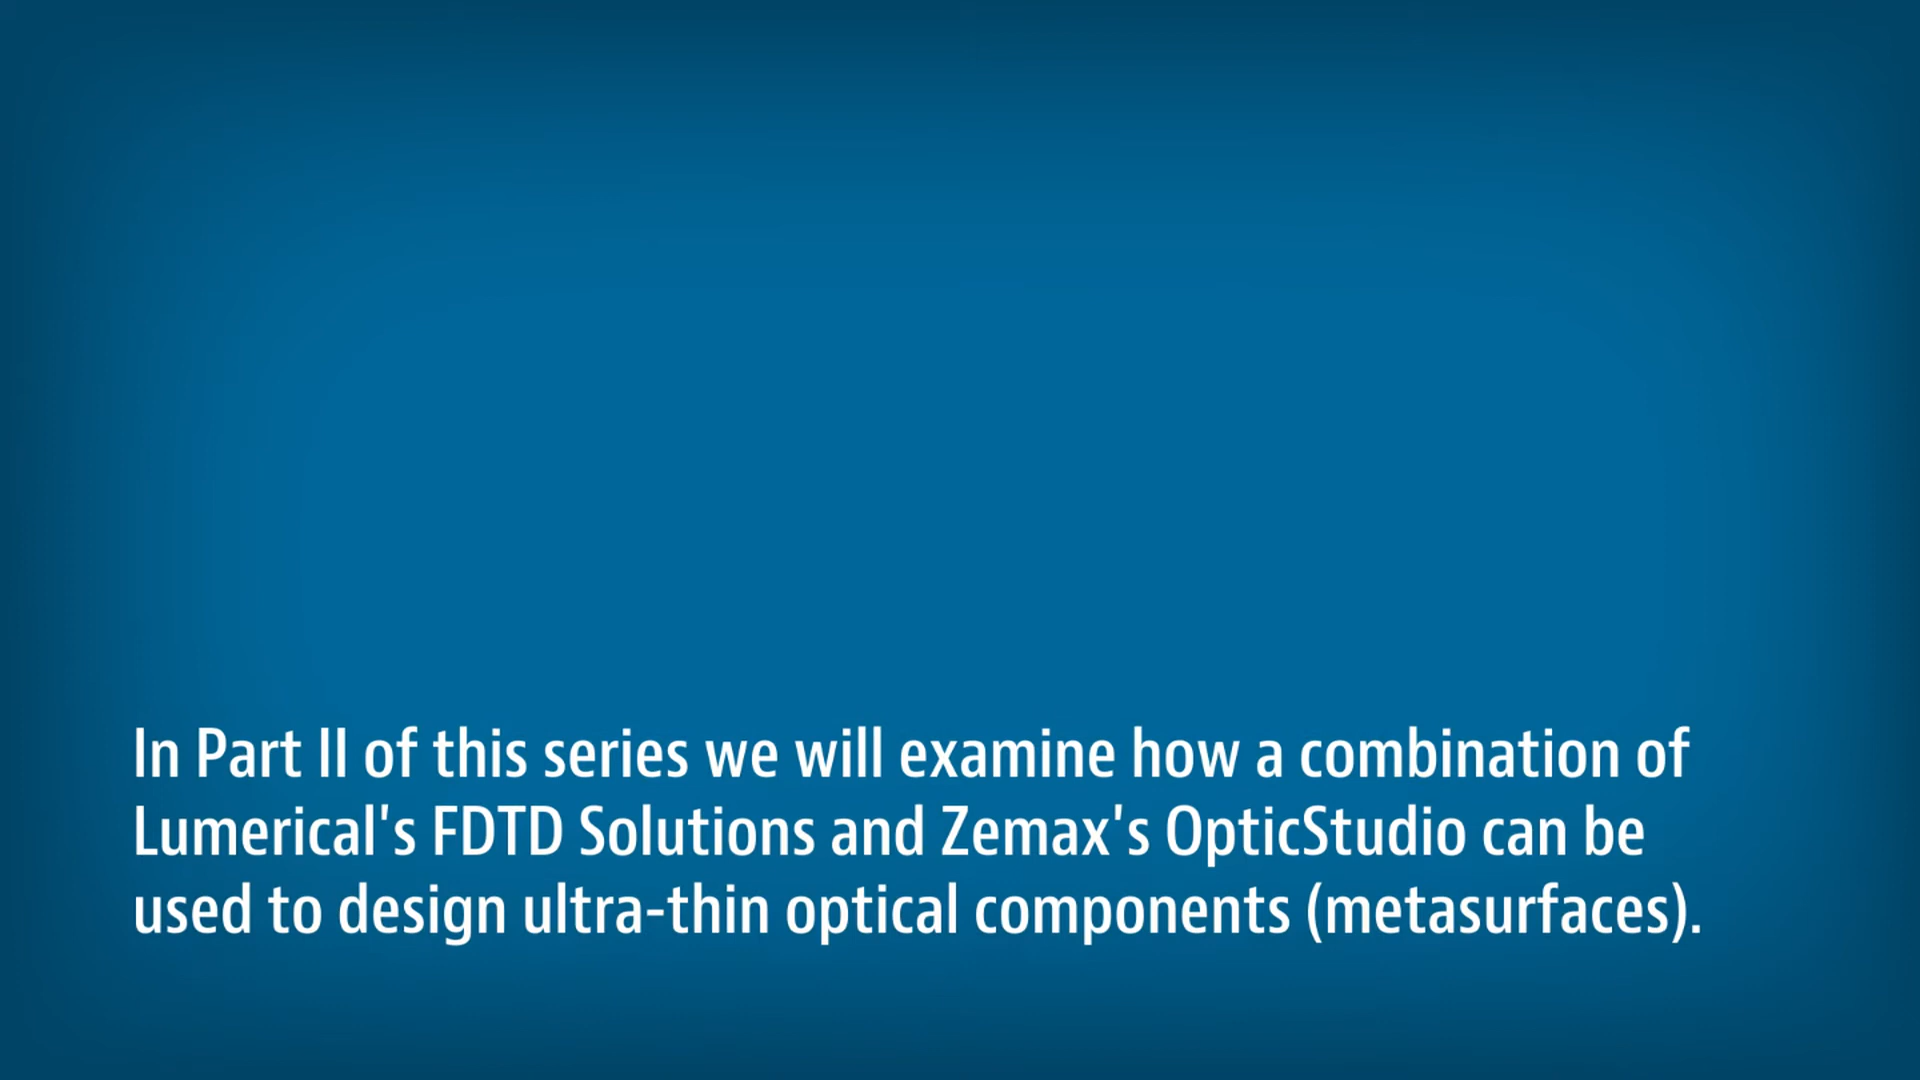 In Part II of this series we will examine how a combination of
Lumerical's FDTD Solutions and Zemax's OpticStudio can be
used to design ultra-thin optical components (metasurfaces).